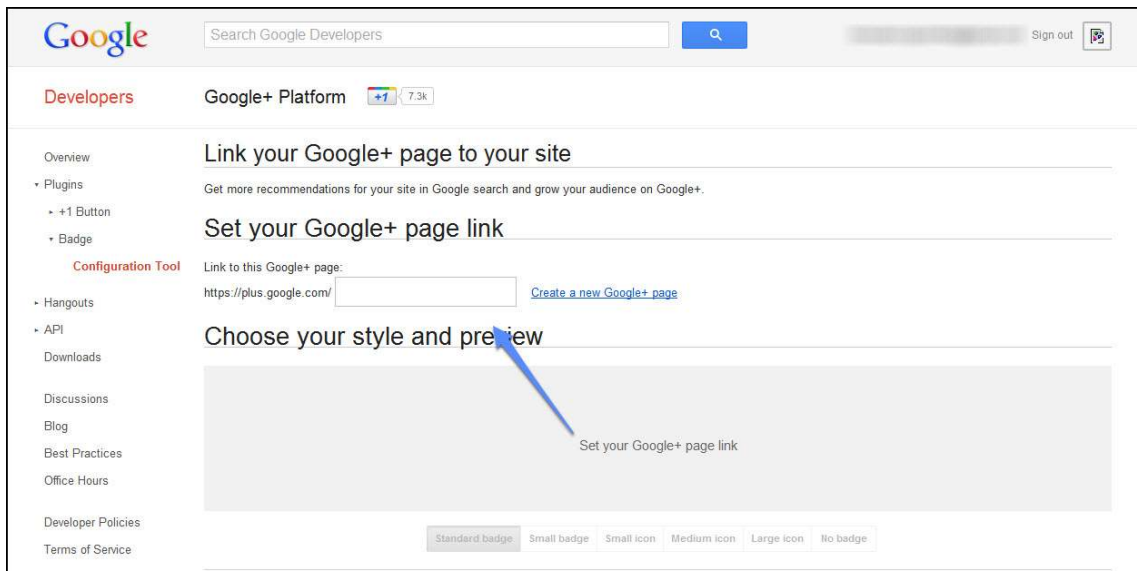 Google
Search Google Developers
Sign out
Developers
Google+ Platform
+1
7.3k
Overview
Plugins
+1 Button
Badge
Configuration Tool
Hangouts
API
Downloads
Discussions
Blog
Best Practices
Office Hours
Developer Policies
Terms of Service
Link your Google+ page to your site
Get more recommendations for your site in Google search and grow your audience on Google+.
Set your Google+ page link
Link to this Google+ page:
https://plus.google.com/
Create a new Google+ page
Choose your style and preview
Set your Google+ page link
Standard badge
Small badge
Small icon
Medium icon
Large icon
No badge